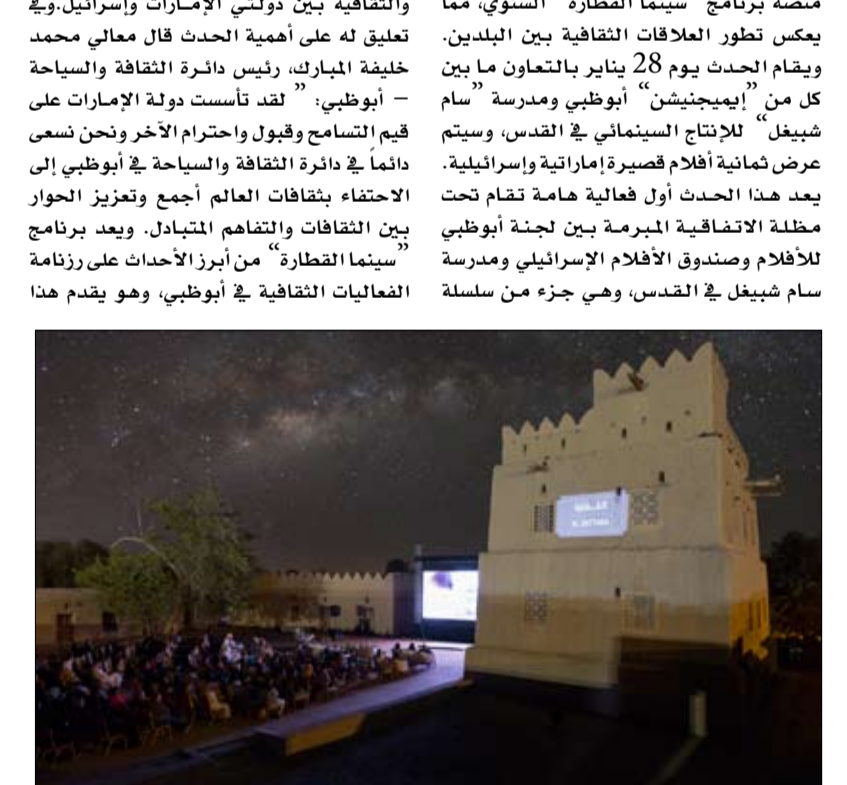 منصة برنامج ”سينما القطارة“ السنوي، مما
يعكس تطور العلاقات الثقافية بين البلدين.
ويقام الحدث يوم 28 يناير بالتعاون ما بين
كل من ”إيميجنيشن“ أبوظبي ومدرسة ”سام
شبيغل“ للإنتاج السينمائي في القدس، وسيتم
عرض ثمانية أفلام قصيرة إماراتية وإسرائيلية.
يعد هذا الحدث أول فعالية هامة تقام تحت
مظلة الاتفاقية المبرمة بين لجنة أبوظبي
للأفلام وصندوق الأفلام الإسرائيلي ومدرسة
سام شبيغل في القدس، وهي جزء من سلسلة
والثقافية بين دولتي الإمارات وإسرائيل.وفي
تعليق له على أهمية الحدث قال معالي محمد
خليفة المبارك، رئيس دائرة الثقافة والسياحة
– أبوظبي: ” لقد تأسست دولة الإمارات على
قيم التسامح وقبول واحترام الآخر ونحن نسعى
دائماً في دائرة الثقافة والسياحة في أبوظبي إلى
الاحتفاء بثقافات العالم أجمع وتعزيز الحوار
بين الثقافات والتفاهم المتبادل. ويعد برنامج
”سينما القطارة“ من أبرز الأحداث على رزنامة
الفعاليات الثقافية في أبوظبي، وهو يقدم هذا